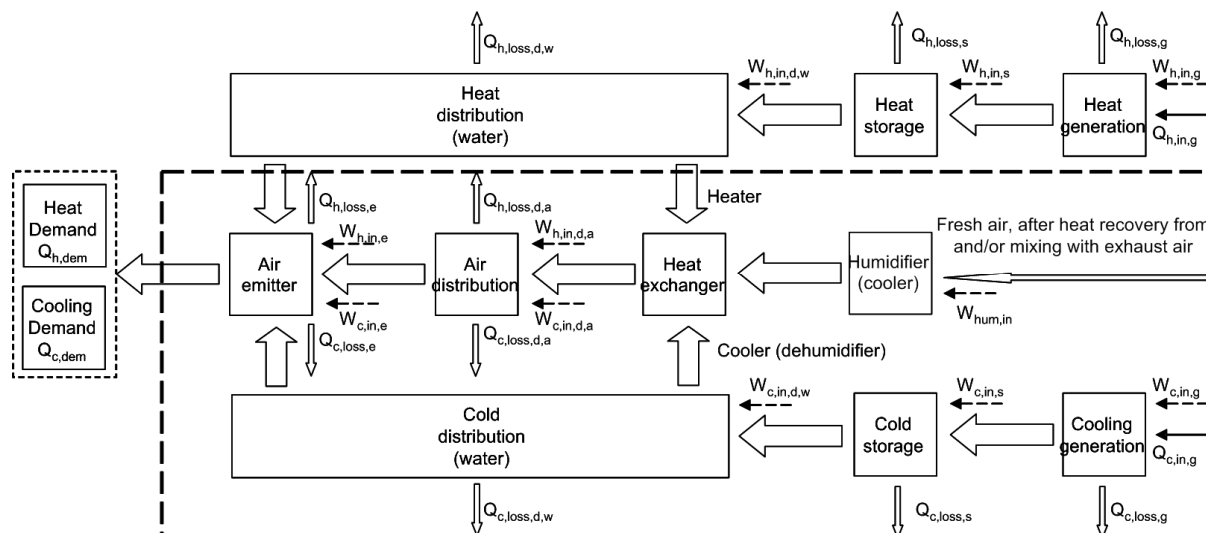 Q_h,loss,d,w
Q_h,loss,s
Q_h,loss,g
Heat
distribution
(water)
W_h,in,d,w
Heat
storage
W_h,in,s
Heat
generation
W_h,in,g
Q_h,in,g
Heat
Demand
Q_h,dem
Cooling
Demand
Q_c,dem
Q_h,loss,e
Q_h,loss,d,a
Heater
Air
emitter
W_h,in,e
W_c,in,e
Air
distribution
W_h,in,d,a
W_c,in,d,a
Heat
exchanger
Humidifier
(cooler)
Fresh air, after heat recovery from
and/or mixing with exhaust air
W_hum,in
Q_c,loss,e
Q_c,loss,d,a
Cooler (dehumidifier)
Cold
distribution
(water)
W_c,in,d,w
Cold
storage
W_c,in,s
Cooling
generation
W_c,in,g
Q_c,in,g
Q_c,loss,d,w
Q_c,loss,s
Q_c,loss,g